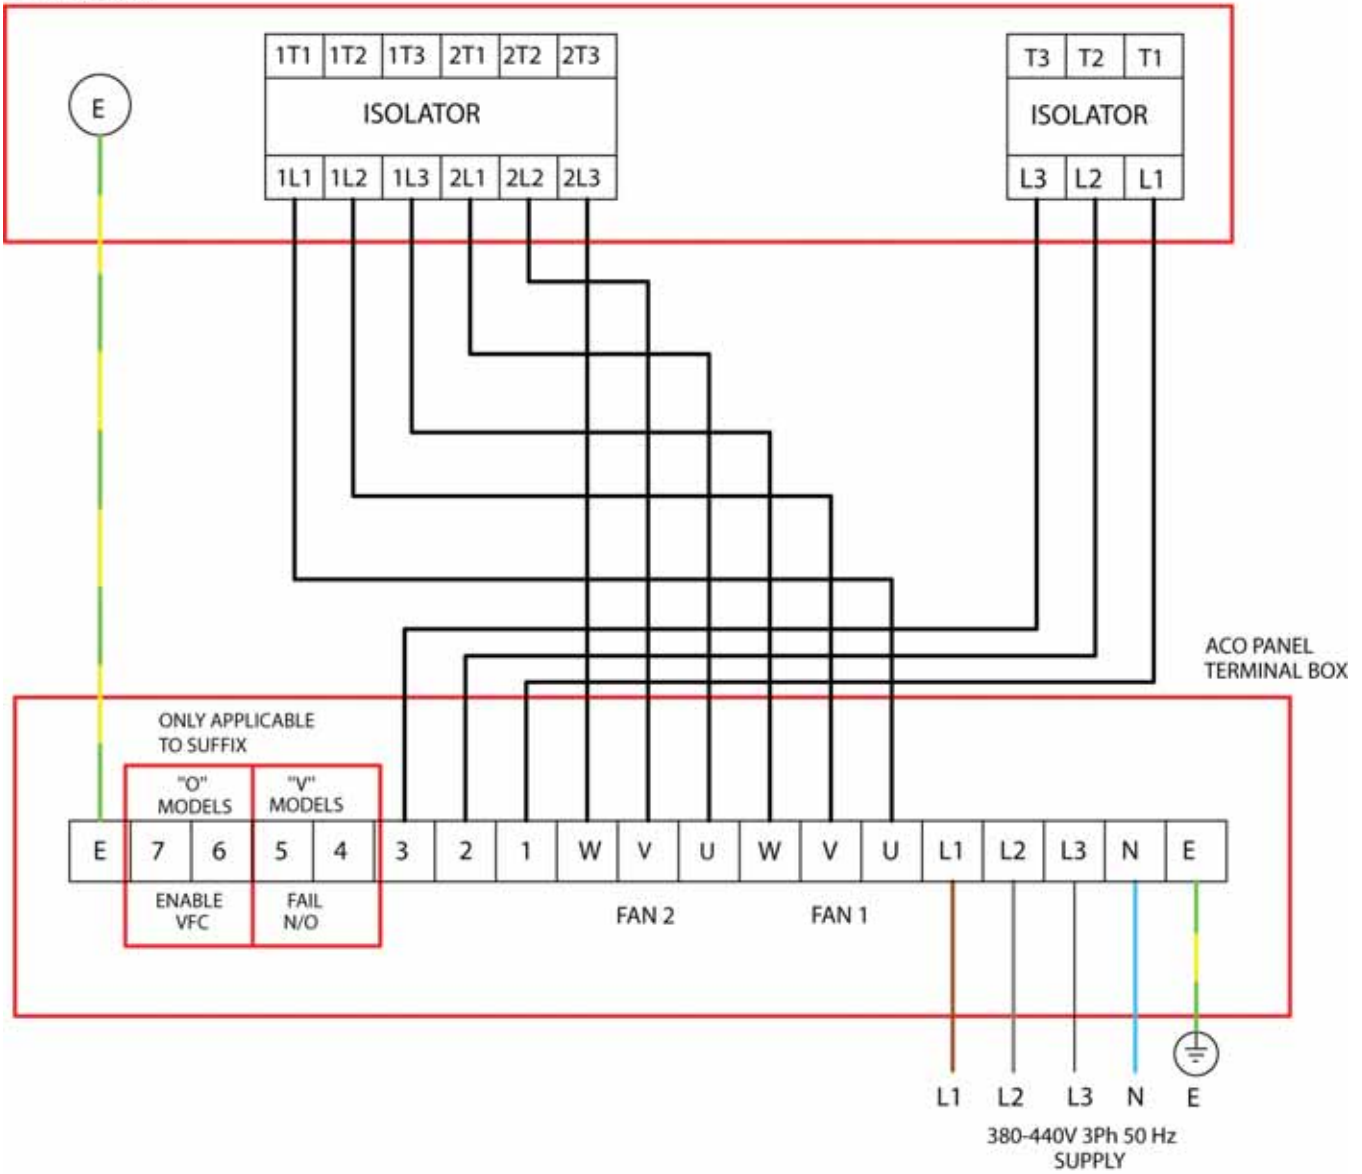 1T1 1T2 1T3 2T1 2T2 2T3
T3 T2 T1
E
ISOLATOR
ISOLATOR
1L1 1L2 1L3 2L1 2L2 2L3
L3 L2 L1
ACO PANEL
TERMINAL BOX
ONLY APPLICABLE
TO SUFFIX
"O"
MODELS
"V"
MODELS
E 7 6 5 4 3 2 1 W V U W V U L1 L2 L3 N E
ENABLE
VFC
FAIL
N/O
FAN 2
FAN 1
L1 L2 L3 N E
380-440V 3Ph 50 Hz
SUPPLY